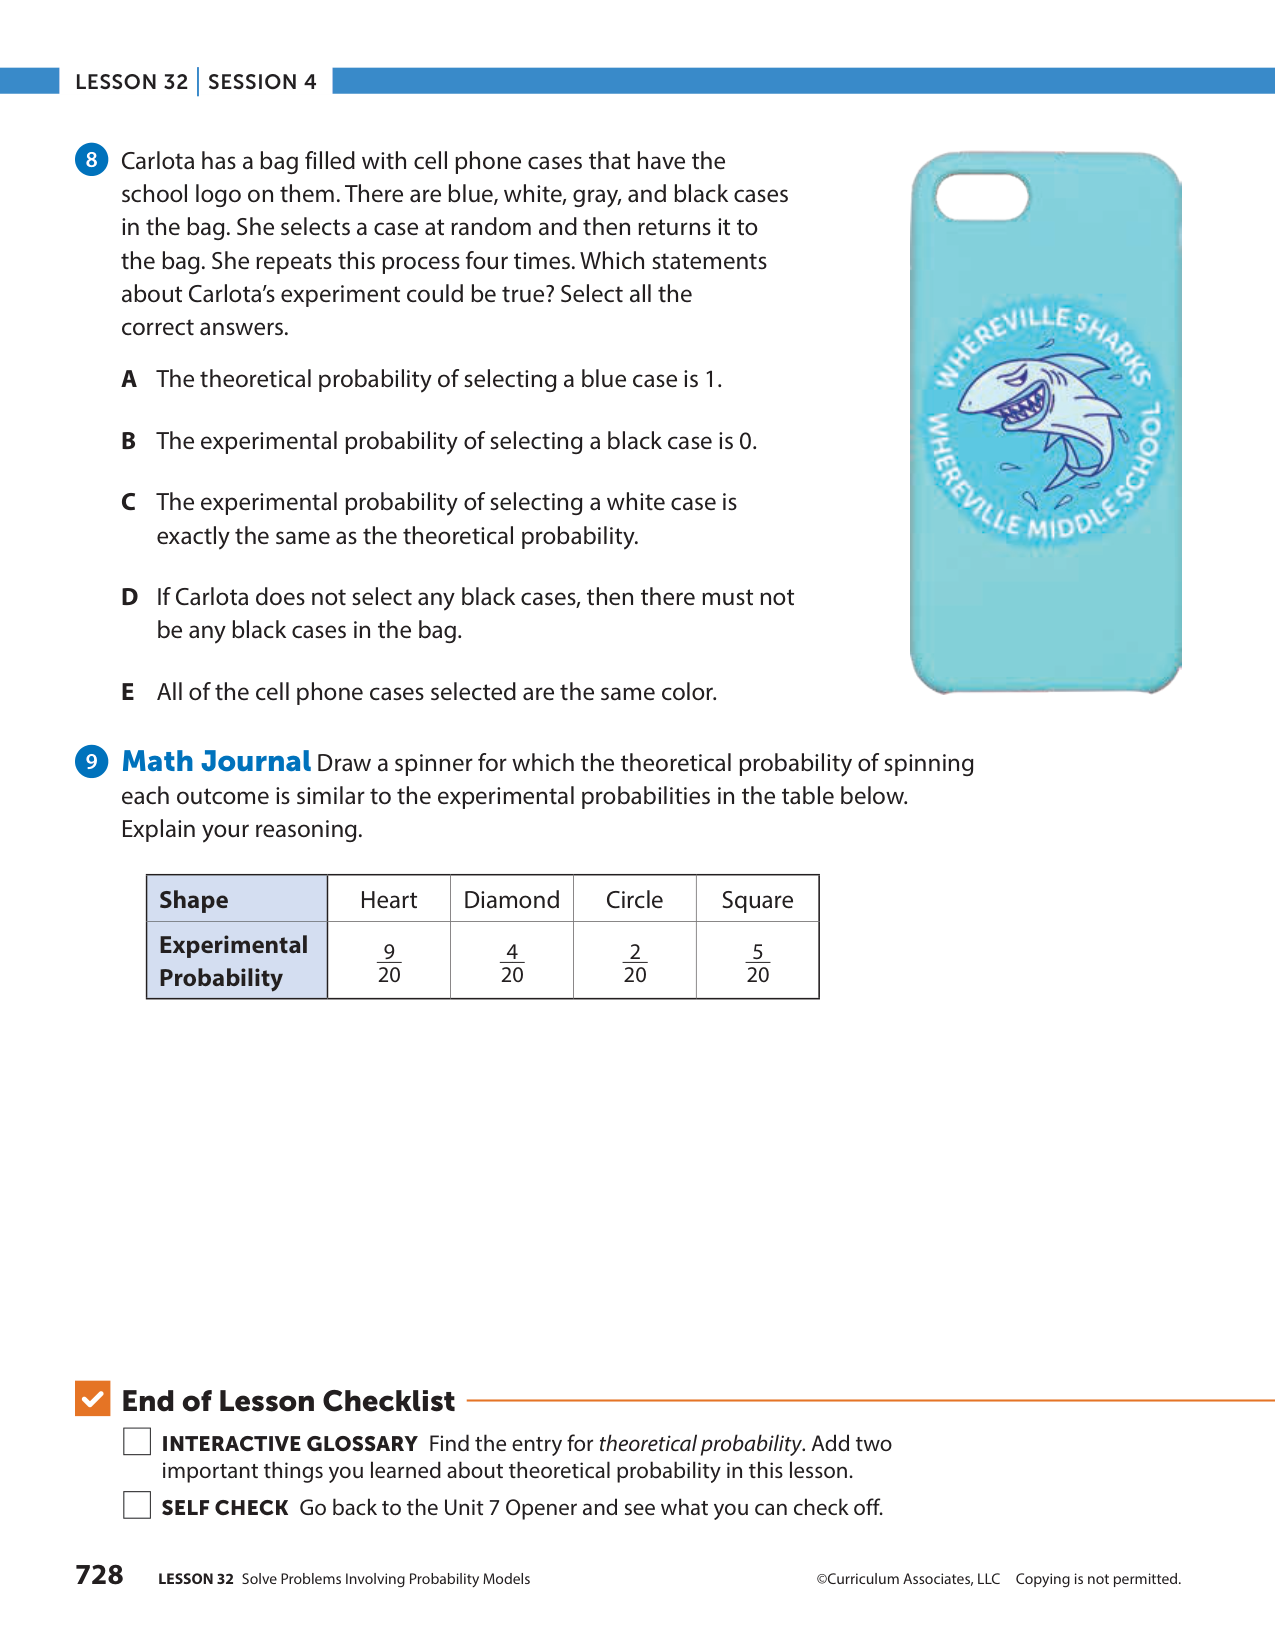 LESSON 32 | SESSION 4
8 Carlota has a bag filled with cell phone cases that have the
school logo on them. There are blue, white, gray, and black cases
in the bag. She selects a case at random and then returns it to
the bag. She repeats this process four times. Which statements
about Carlota's experiment could be true? Select all the
correct answers.
A The theoretical probability of selecting a blue case is 1.
B The experimental probability of selecting a black case is 0.
C The experimental probability of selecting a white case is
exactly the same as the theoretical probability.
D If Carlota does not select any black cases, then there must not
be any black cases in the bag.
E All of the cell phone cases selected are the same color.
WHEREVILLE SHARKS
WHEREVILLE MIDDLE SCHOOL
9 Math Journal Draw a spinner for which the theoretical probability of spinning
each outcome is similar to the experimental probabilities in the table below.
Explain your reasoning.
Shape Heart Diamond Circle Square
Experimental
Probability 9/20 4/20 2/20 5/20
End of Lesson Checklist
INTERACTIVE GLOSSARY Find the entry for theoretical probability. Add two
important things you learned about theoretical probability in this lesson.
SELF CHECK Go back to the Unit 7 Opener and see what you can check off.
728 LESSON 32 Solve Problems Involving Probability Models ©Curriculum Associates, LLC Copying is not permitted.